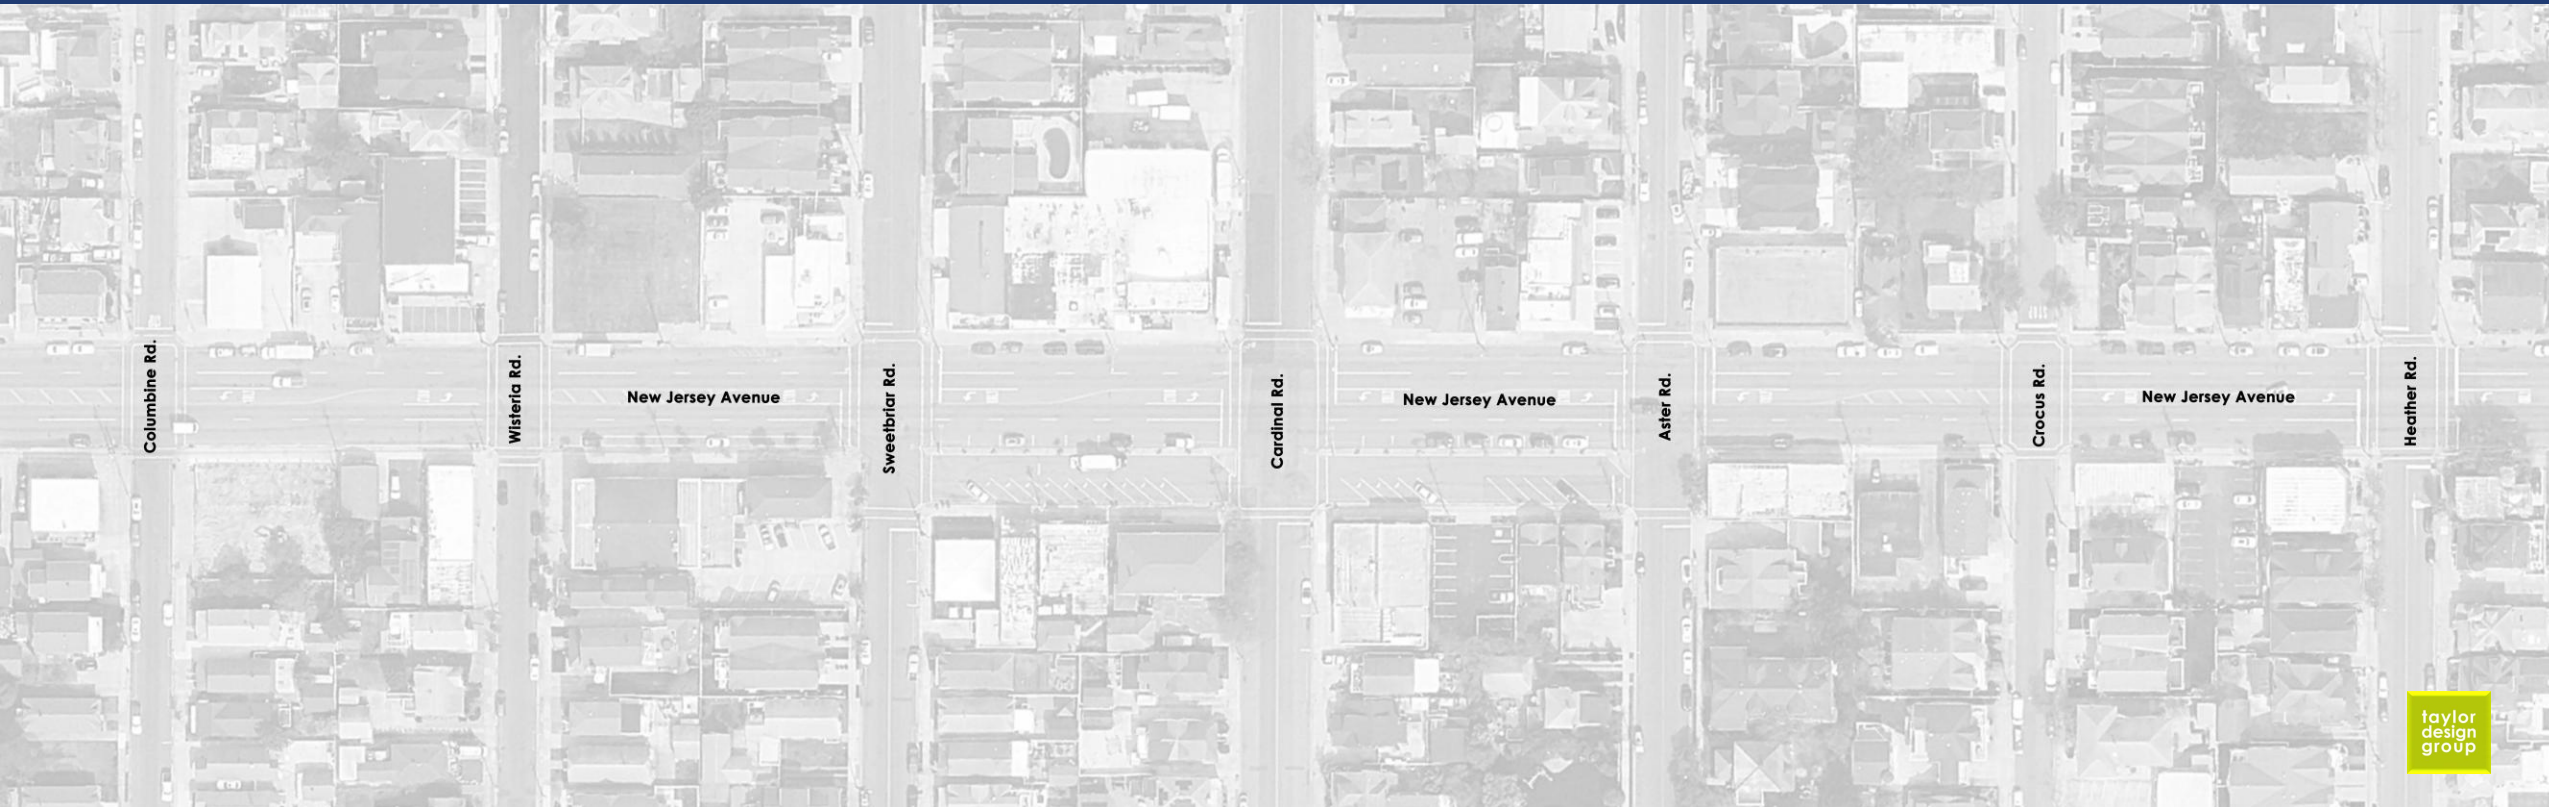 Columbine Rd.
Wisteria Rd.
New Jersey Avenue
Sweetbriar Rd.
Cardinal Rd.
New Jersey Avenue
Aster Rd.
Crocus Rd.
New Jersey Avenue
Heather Rd.
STOP
taylor
design
group